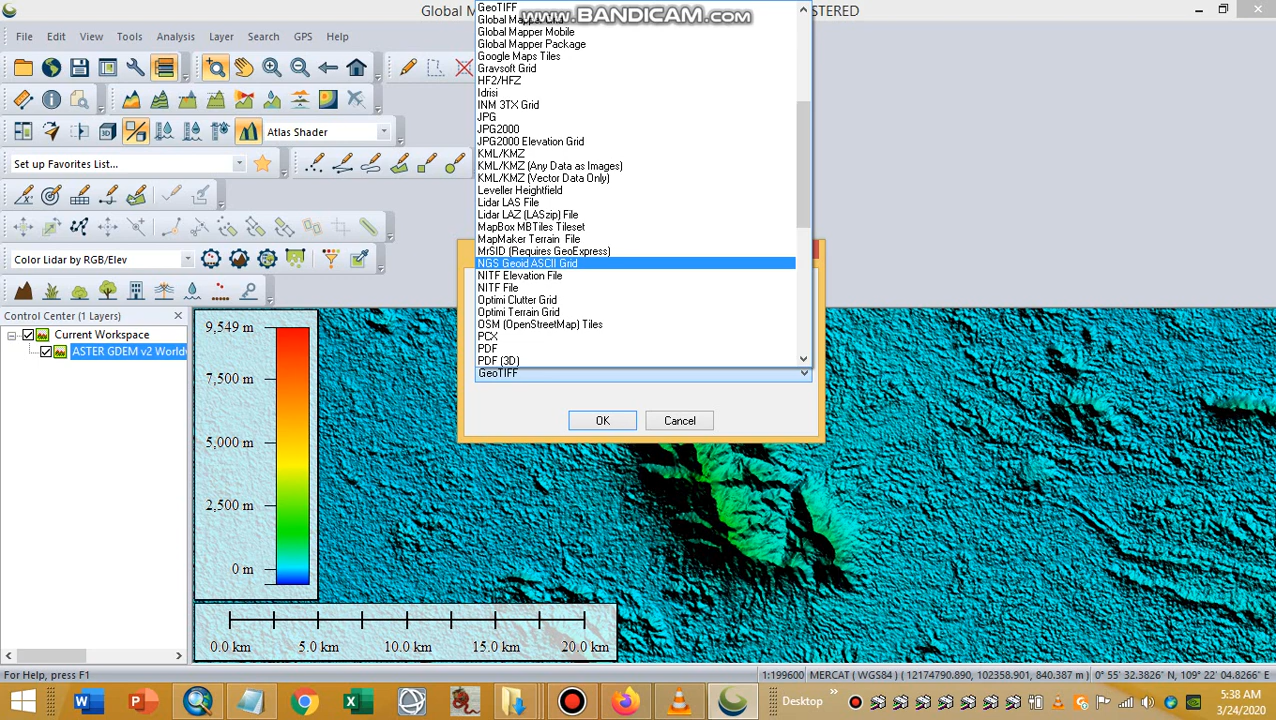 Global M
www.BANDICAM.com
STERED
File Edit View Tools Analysis Layer Search GPS Help
Atlas Shader
Set up Favorites List...
Color Lidar by RGB/Elev
Control Center (1 Layers)
Current Workspace
ASTER GDEM v2 World
GeoTIFF
Global Mapper
Global Mapper Mobile
Global Mapper Package
Google Maps Tiles
Gravsoft Grid
HF2/HFZ
Idrisi
INM 3TX Grid
JPG
JPG2000
JPG2000 Elevation Grid
KML/KMZ
KML/KMZ (Any Data as Images)
KML/KMZ (Vector Data Only)
Leveller Heightfield
Lidar LAS File
Lidar LAZ (LASzip) File
MapBox MBTiles Tileset
MapMaker Terrain File
MrSID (Requires GeoExpress)
NGS Geoid ASCII Grid
NITF Elevation File
NITF File
Optimi Clutter Grid
Optimi Terrain Grid
OSM (OpenStreetMap) Tiles
PCX
PDF
PDF (3D)
GeoTIFF
OK Cancel
9,549 m
7,500 m
5,000 m
2,500 m
0 m
0.0 km 5.0 km 10.0 km 15.0 km 20.0 km
For Help, press F1
1:199600 MERCAT (WGS84) ( 12174790.890, 102358.901, 840.387 m ) 0° 55' 32.3826" N, 109° 22' 04.8266" E
Desktop
5:38 AM
3/24/2020